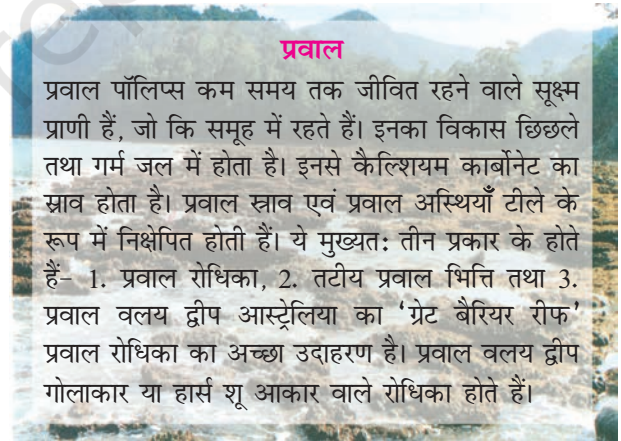 प्रवाल
प्रवाल पॉलिप्स कम समय तक जीवित रहने वाले सूक्ष्म
प्राणी हैं, जो कि समूह में रहते हैं। इनका विकास छिछले
तथा गर्म जल में होता है। इनसे कैल्शियम कार्बोनेट का
स्राव होता है। प्रवाल स्राव एवं प्रवाल अस्थियाँ टीले के
रूप में निक्षेपित होती हैं। ये मुख्यत: तीन प्रकार के होते
हैं- 1. प्रवाल रोधिका, 2. तटीय प्रवाल भित्ति तथा 3.
प्रवाल वलय द्वीप आस्ट्रेलिया का ‘ग्रेट बैरियर रीफ’
प्रवाल रोधिका का अच्छा उदाहरण है। प्रवाल वलय द्वीप
गोलाकार या हार्स शू आकार वाले रोधिका होते हैं।